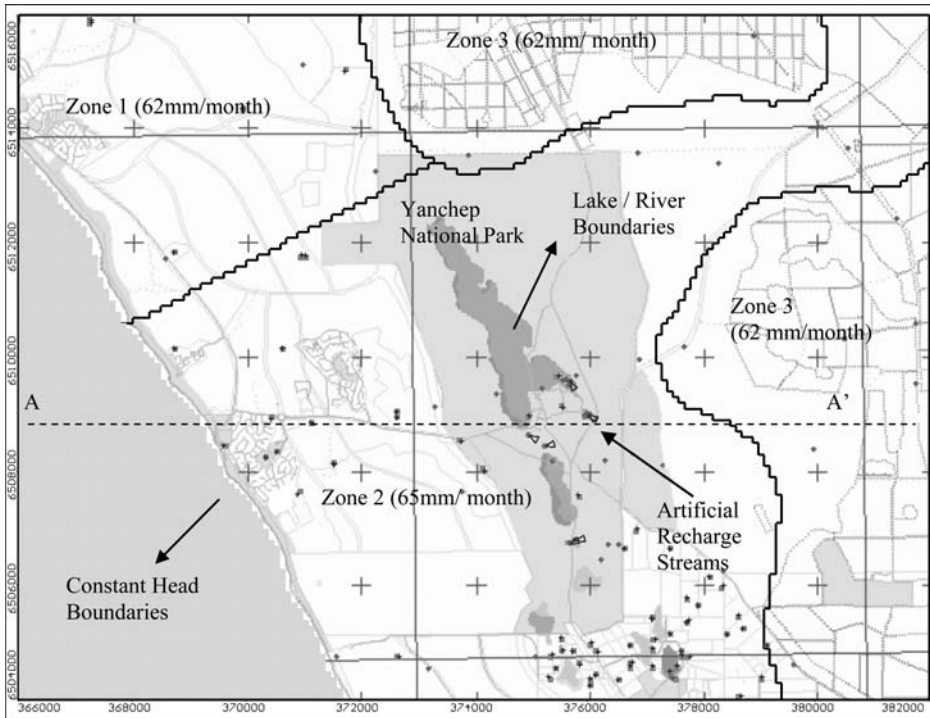 Zone 3 (62mm/ month)
Zone 1 (62mm/month)
Yanchep
National Park
Lake / River
Boundaries
Zone 3
(62 mm/month)
A
A'
Zone 2 (65mm/ month)
Artificial
Recharge
Streams
Constant Head
Boundaries
6516000
6514000
6512000
6510000
6508000
6506000
6504000
366000
368000
370000
372000
374000
376000
378000
380000
382000